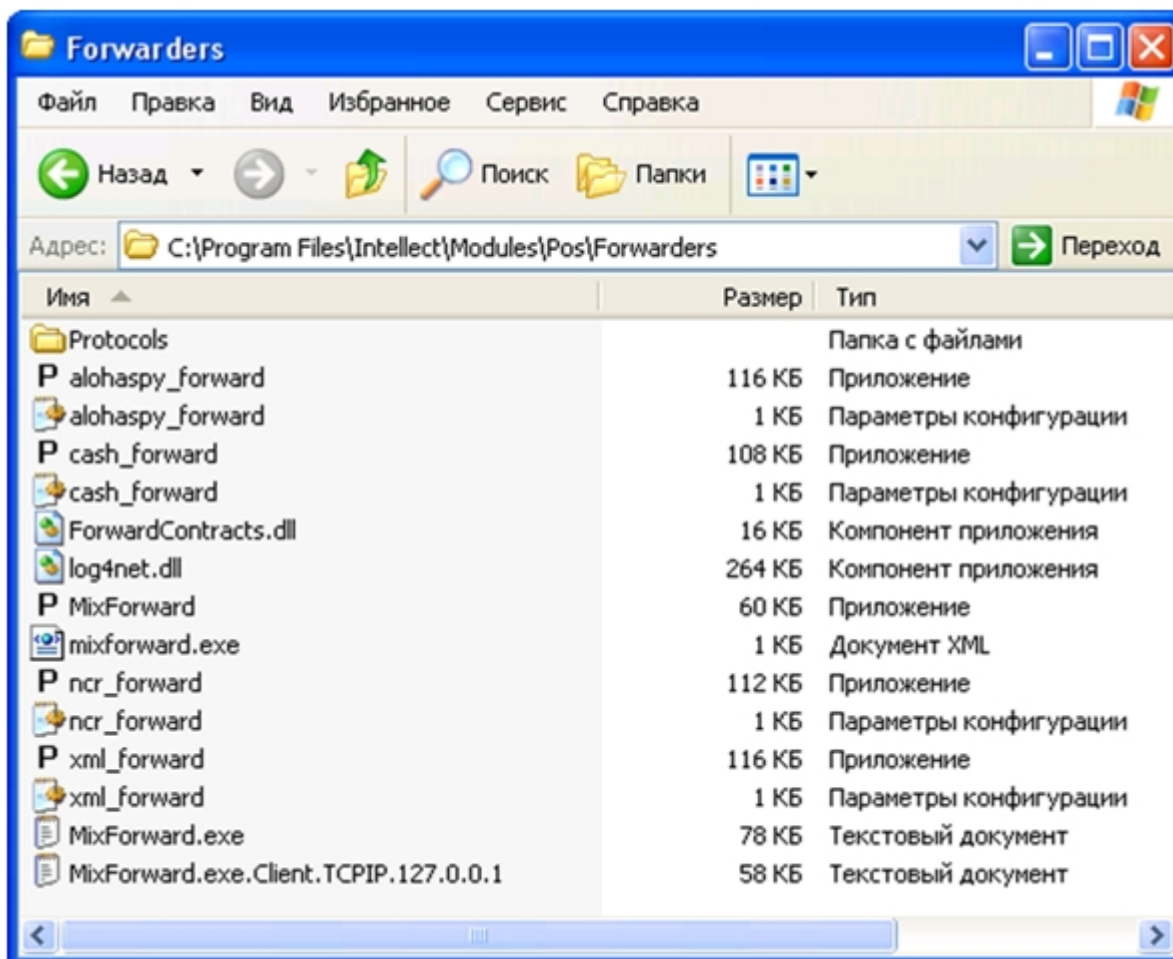 Forwarders
Файл Правка Вид Избранное Сервис Справка
Назад Поиск Папки
Адрес: C:\Program Files\Intellect\Modules\Pos\Forwarders Переход
Имя Размер Тип
Protocols Папка с файлами
alohaspy_forward 116 КБ Приложение
alohaspy_forward 1 КБ Параметры конфигурации
cash_forward 108 КБ Приложение
cash_forward 1 КБ Параметры конфигурации
ForwardContracts.dll 16 КБ Компонент приложения
log4net.dll 264 КБ Компонент приложения
MixForward 60 КБ Приложение
mixforward.exe 1 КБ Документ XML
ncr_forward 112 КБ Приложение
ncr_forward 1 КБ Параметры конфигурации
xml_forward 116 КБ Приложение
xml_forward 1 КБ Параметры конфигурации
MixForward.exe 78 КБ Текстовый документ
MixForward.exe.Client.TCPIP.127.0.0.1 58 КБ Текстовый документ